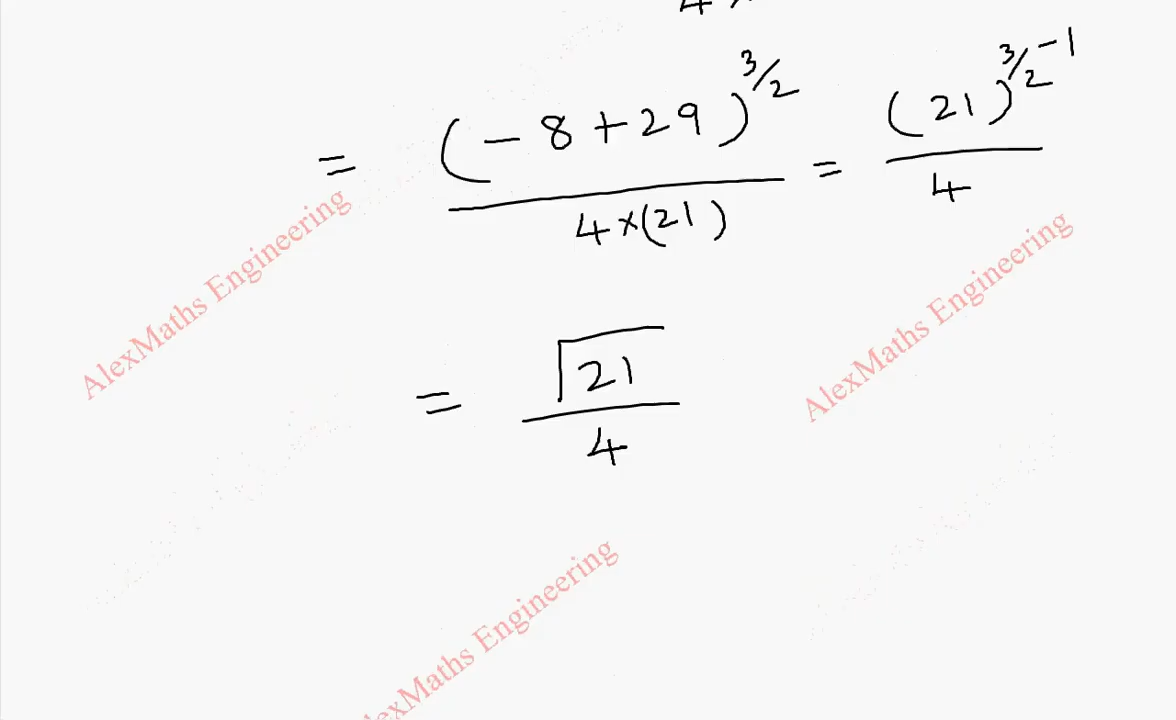 4 ×
= (-8+29)^{3/2} / 4×(21) = (21)^{3/2 -1} / 4
= √21 / 4
AlexMaths Engineering
AlexMaths Engineering
AlexMaths Engineering